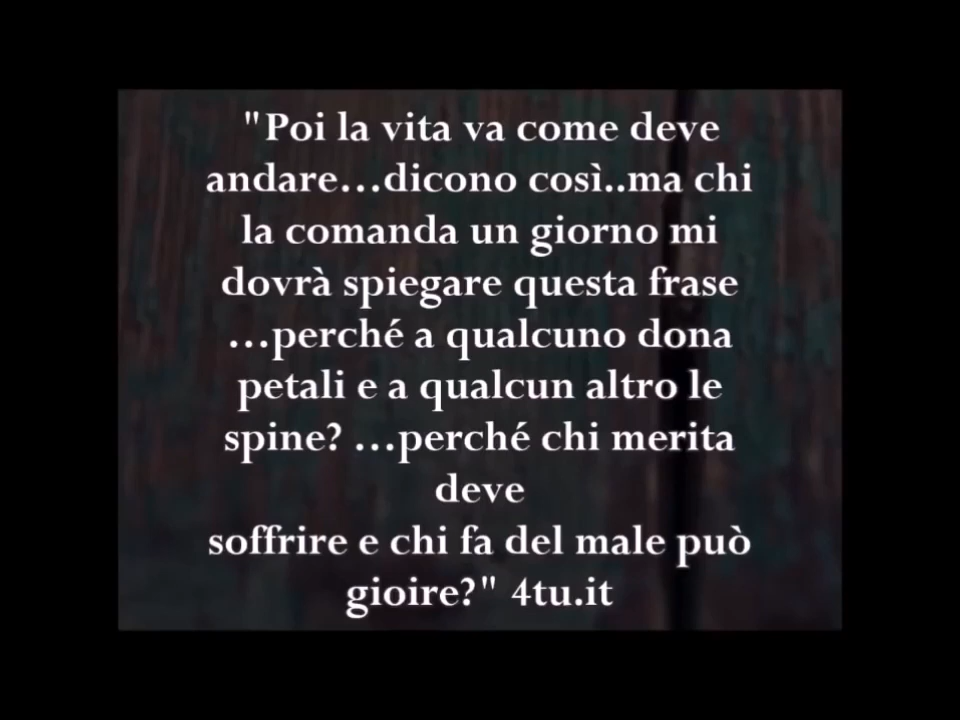 "Poi la vita va come deve
andare...dicono così..ma chi
la comanda un giorno mi
dovrà spiegare questa frase
...perché a qualcuno dona
petali e a qualcun altro le
spine? ...perché chi merita
deve
soffrire e chi fa del male può
gioire?" 4tu.it